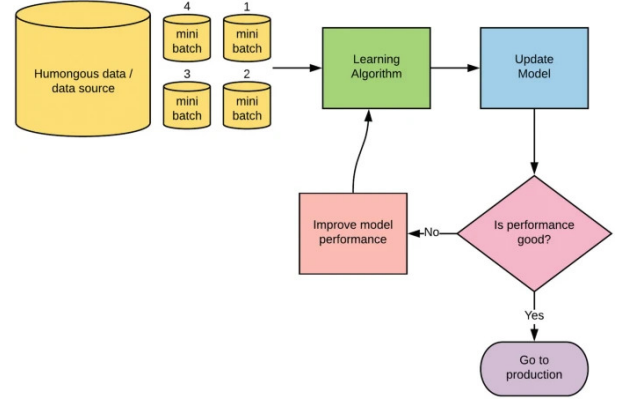 Humongous data /
data source
4
mini
batch
1
mini
batch
3
mini
batch
2
mini
batch
Learning
Algorithm
Update
Model
Improve model
performance
No
Is performance
good?
Yes
Go to
production